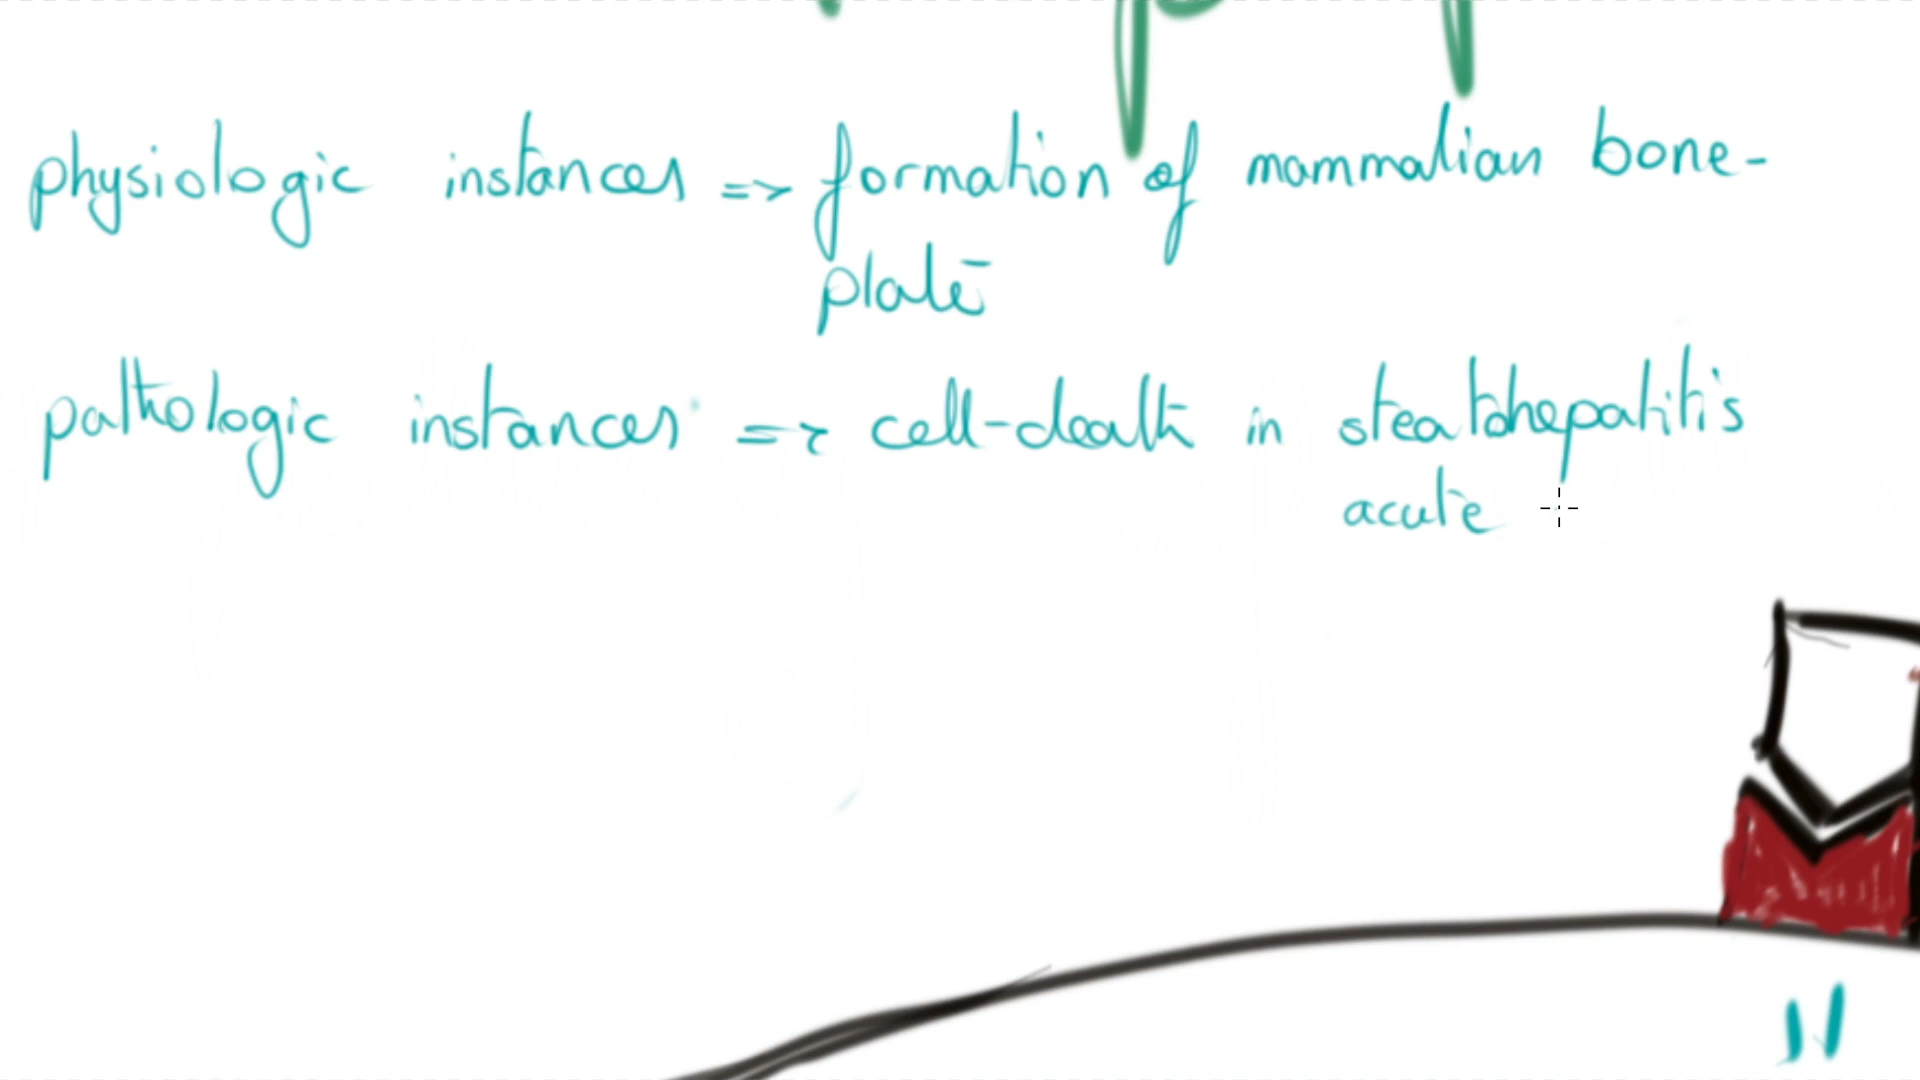 physiologic instances => formation of mammalian bone-
plate
pathologic instances => cell-death in steatohepatitis
acute